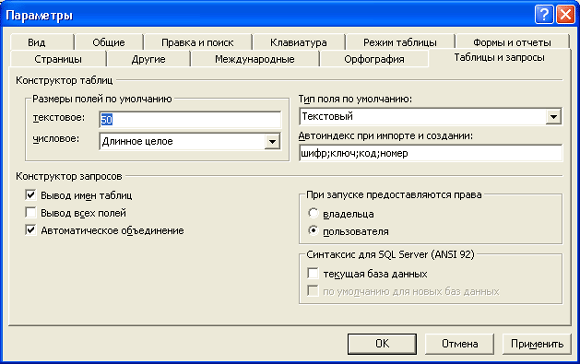 Параметры
Вид
Общие
Правка и поиск
Клавиатура
Режим таблицы
Формы и отчеты
Страницы
Другие
Международные
Орфография
Таблицы и запросы
Конструктор таблиц
Размеры полей по умолчанию
текстовое:
50
числовое:
Длинное целое
Тип поля по умолчанию:
Текстовый
Автоиндекс при импорте и создании:
шифр;ключ;код;номер
Конструктор запросов
Вывод имен таблиц
Вывод всех полей
Автоматическое объединение
При запуске предоставляются права
владельца
пользователя
Синтаксис для SQL Server (ANSI 92)
текущая база данных
по умолчанию для новых баз данных
ОК
Отмена
Применить